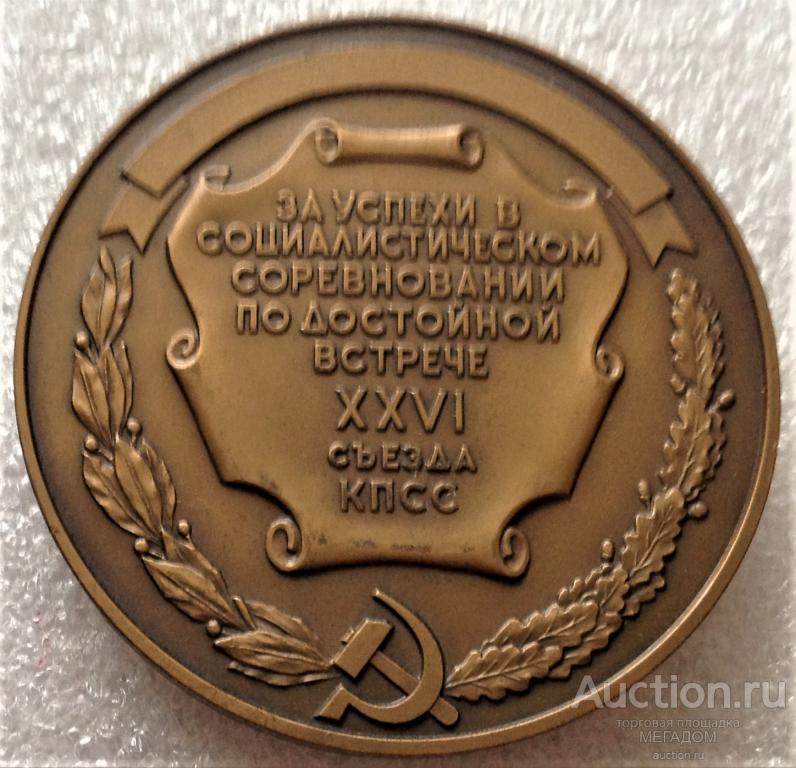 ЗА УСПЕХИ В
СОЦИАЛИСТИЧЕСКОМ
СОРЕВНОВАНИИ
ПО ДОСТОЙНОЙ
ВСТРЕЧЕ
XXVI
СЪЕЗДА
КПСС
Auction.ru
торговая площадка
МЕГАДОМ
auction.ru